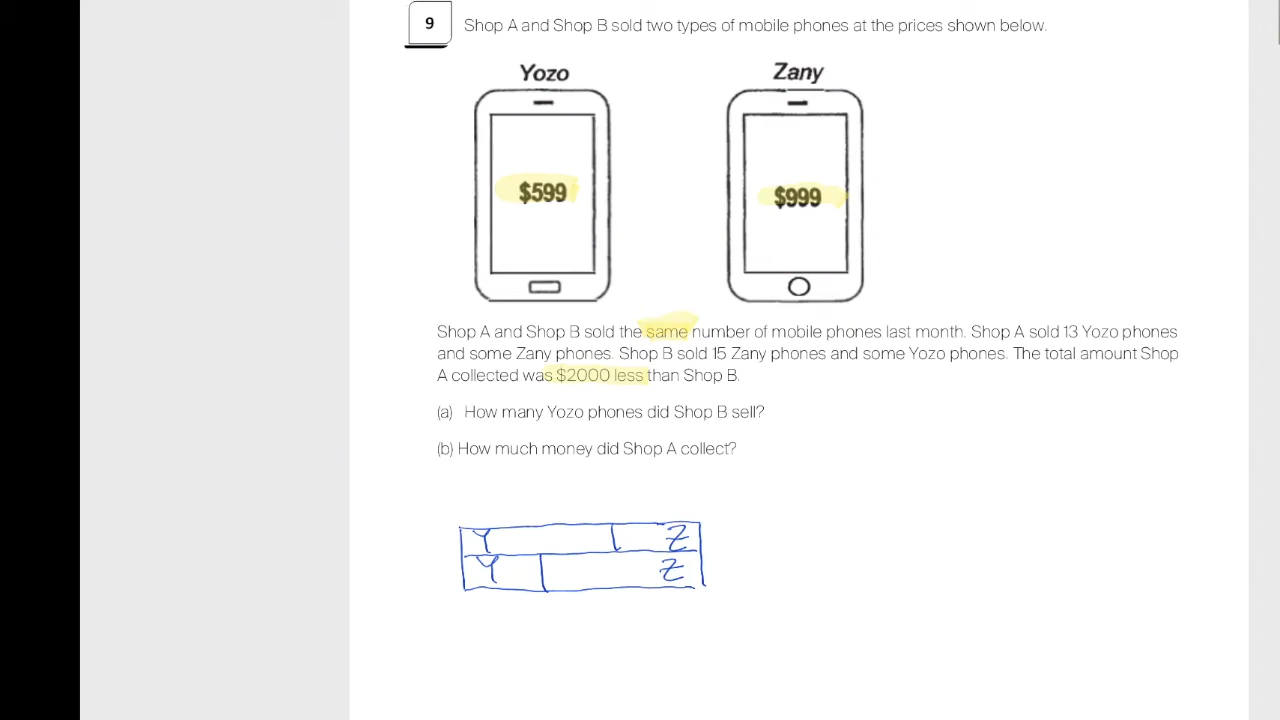 9 Shop A and Shop B sold two types of mobile phones at the prices shown below.
Yozo Zany
$599 $999
Shop A and Shop B sold the same number of mobile phones last month. Shop A sold 13 Yozo phones
and some Zany phones. Shop B sold 15 Zany phones and some Yozo phones. The total amount Shop
A collected was $2000 less than Shop B.
(a) How many Yozo phones did Shop B sell?
(b) How much money did Shop A collect?
Y Z
Y Z